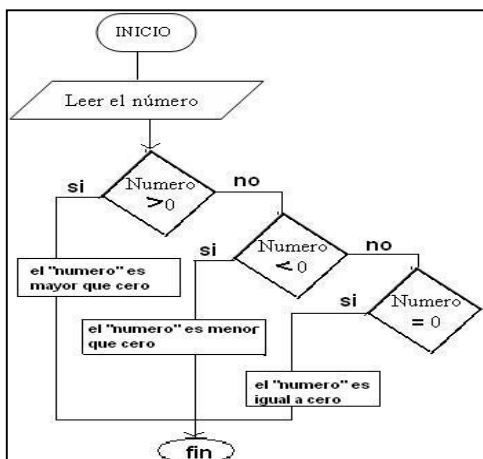 INICIO
Leer el número
si
Numero
>0
no
el "numero" es
mayor que cero
si
Numero
< 0
no
el "numero" es menor
que cero
si
Numero
= 0
el "numero" es
igual a cero
fin